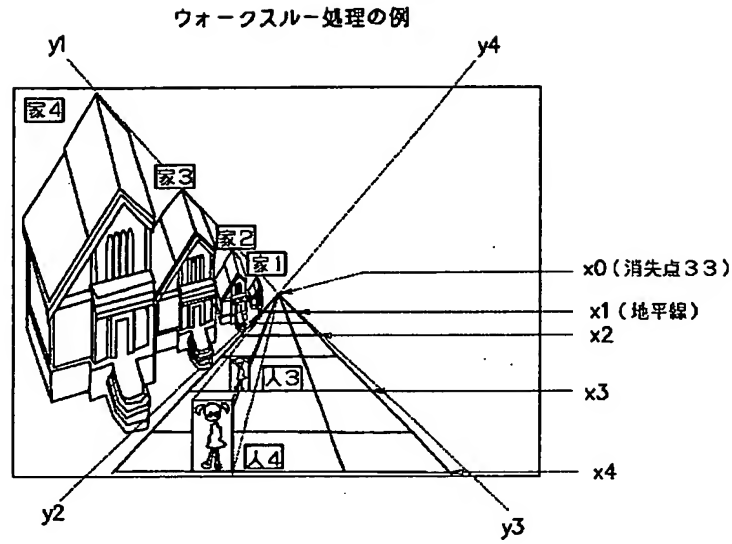 ウォークスルー処理の例
y1
y4
家4
家3
家2
家1
x0(消失点33)
x1(地平線)
x2
人3
x3
人4
x4
y2
y3